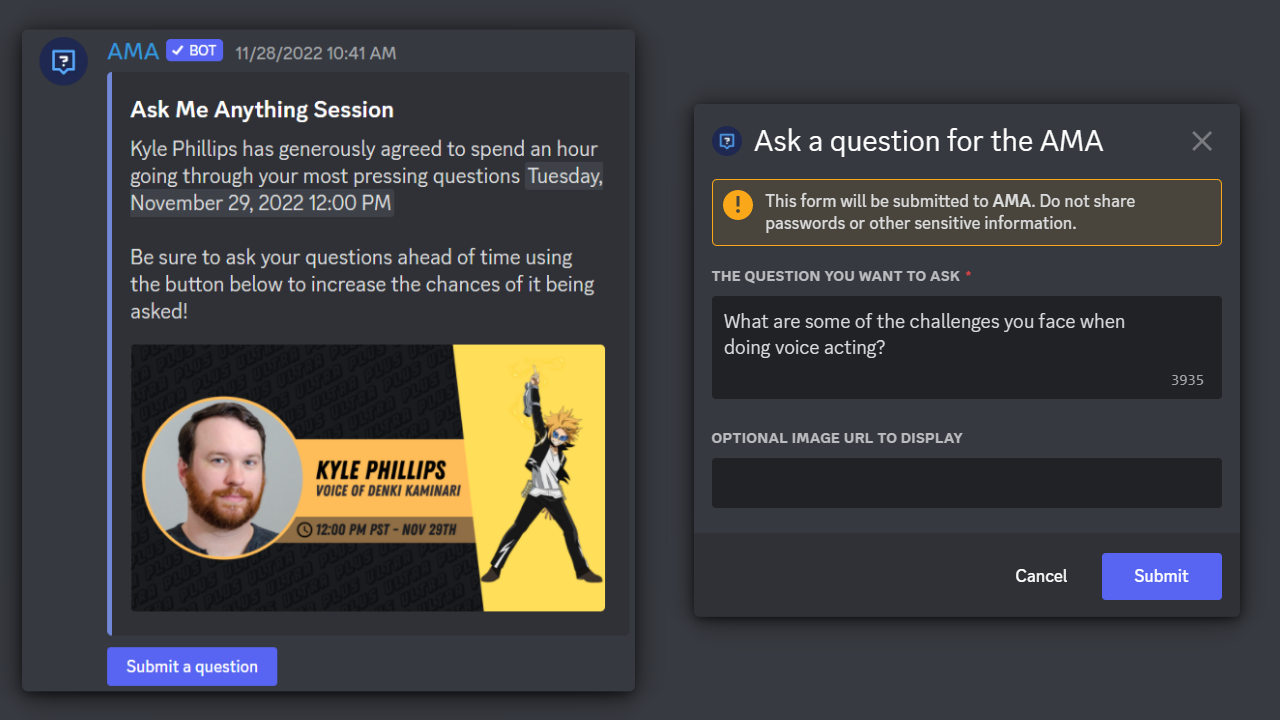 AMA ✓ BOT 11/28/2022 10:41 AM
Ask Me Anything Session
Kyle Phillips has generously agreed to spend an hour
going through your most pressing questions Tuesday,
November 29, 2022 12:00 PM
Be sure to ask your questions ahead of time using
the button below to increase the chances of it being
asked!
KYLE PHILLIPS
VOICE OF DENKI KAMINARI
12:00 PM PST - NOV 29TH
Submit a question
Ask a question for the AMA
This form will be submitted to AMA. Do not share
passwords or other sensitive information.
THE QUESTION YOU WANT TO ASK *
What are some of the challenges you face when
doing voice acting?
3935
OPTIONAL IMAGE URL TO DISPLAY
Cancel
Submit